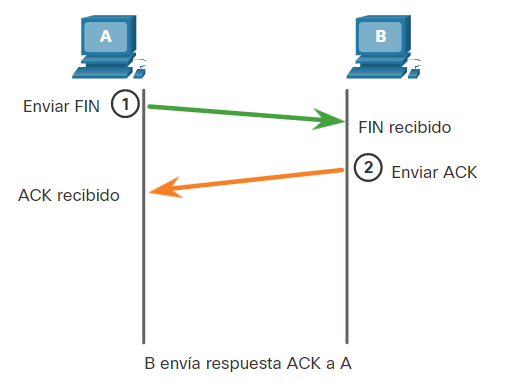 A
B
Enviar FIN 1
FIN recibido
2 Enviar ACK
ACK recibido
B envía respuesta ACK a A